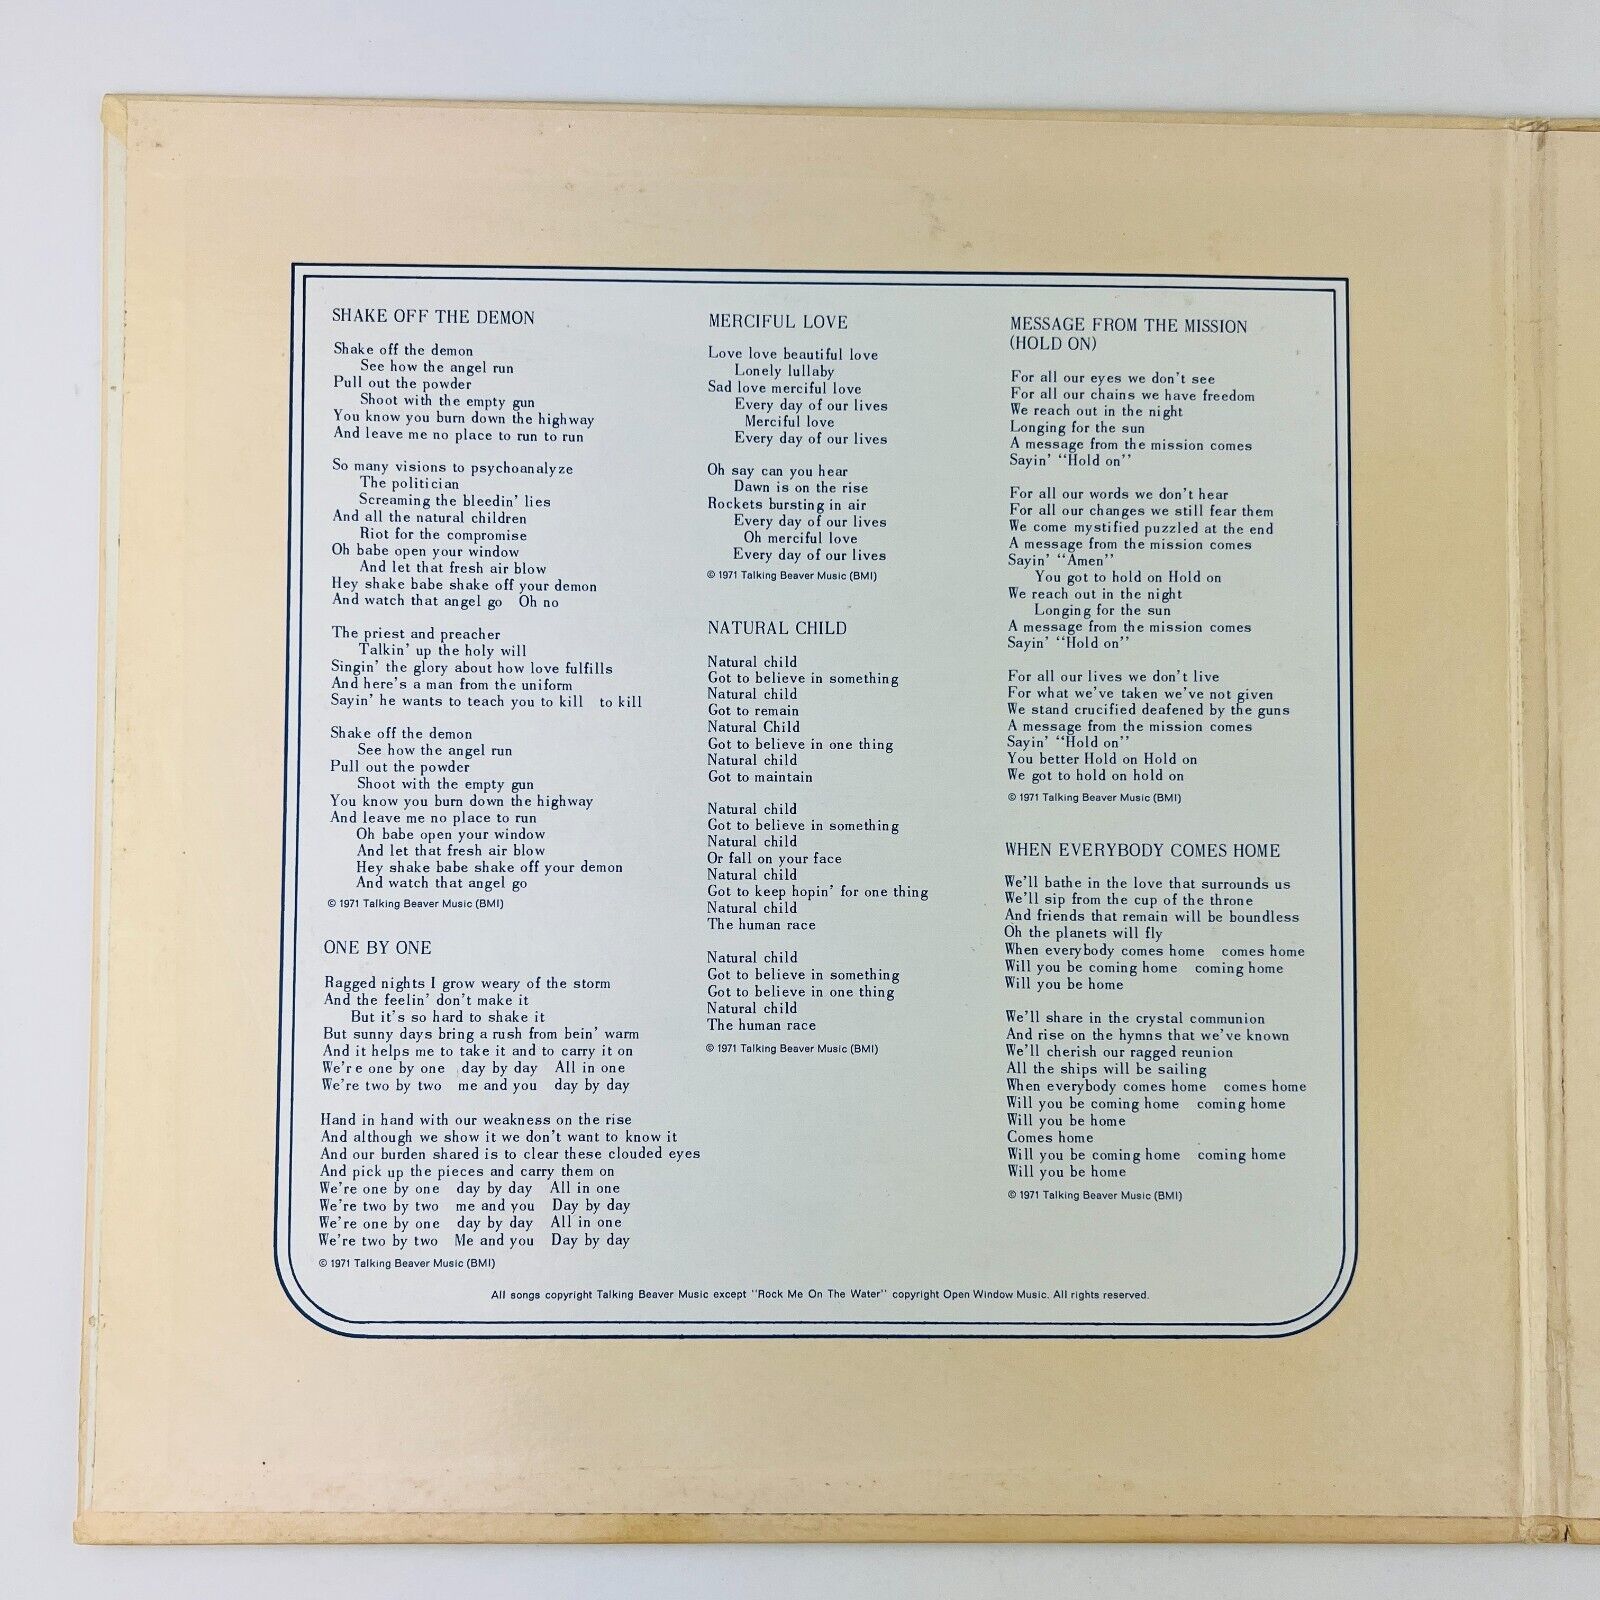 SHAKE OFF THE DEMON
Shake off the demon
See how the angel run
Pull out the powder
Shoot with the empty gun
You know you burn down the highway
And leave me no place to run to run
So many visions to psychoanalyze
The politician
Screaming the bleedin' lies
And all the natural children
Riot for the compromise
Oh babe open your window
And let that fresh air blow
Hey shake babe shake off your demon
And watch that angel go Oh no
The priest and preacher
Talkin' up the holy will
Singin' the glory about how love fulfills
And here's a man from the uniform
Sayin' he wants to teach you to kill to kill
Shake off the demon
See how the angel run
Pull out the powder
Shoot with the empty gun
You know you burn down the highway
And leave me no place to run
Oh babe open your window
And let that fresh air blow
Hey shake babe shake off your demon
And watch that angel go
© 1971 Talking Beaver Music (BMI)
ONE BY ONE
Ragged nights I grow weary of the storm
And the feelin' don't make it
But it's so hard to shake it
But sunny days bring a rush from bein' warm
And it helps me to take it and to carry it on
We're one by one day by day All in one
We're two by two me and you day by day
Hand in hand with our weakness on the rise
And although we show it we don't want to know it
And our burden shared is to clear these clouded eyes
And pick up the pieces and carry them on
We're one by one day by day All in one
We're two by two me and you Day by day
We're one by one day by day All in one
We're two by two Me and you Day by day
© 1971 Talking Beaver Music (BMI)
MERCIFUL LOVE
Love love beautiful love
Lonely lullaby
Sad love merciful love
Every day of our lives
Merciful love
Every day of our lives
Oh say can you hear
Dawn is on the rise
Rockets bursting in air
Every day of our lives
Oh merciful love
Every day of our lives
© 1971 Talking Beaver Music (BMI)
NATURAL CHILD
Natural child
Got to believe in something
Natural child
Got to remain
Natural Child
Got to believe in one thing
Natural child
Got to maintain
Natural child
Got to believe in something
Natural child
Or fall on your face
Natural child
Got to keep hopin' for one thing
Natural child
The human race
Natural child
Got to believe in something
Got to believe in one thing
Natural child
The human race
© 1971 Talking Beaver Music (BMI)
MESSAGE FROM THE MISSION
(HOLD ON)
For all our eyes we don't see
For all our chains we have freedom
We reach out in the night
Longing for the sun
A message from the mission comes
Sayin' "Hold on"
For all our words we don't hear
For all our changes we still fear them
We come mystified puzzled at the end
A message from the mission comes
Sayin' "Amen"
You got to hold on Hold on
We reach out in the night
Longing for the sun
A message from the mission comes
Sayin' "Hold on"
For all our lives we don't live
For what we've taken we've not given
We stand crucified deafened by the guns
A message from the mission comes
Sayin' "Hold on"
You better Hold on Hold on
We got to hold on hold on
© 1971 Talking Beaver Music (BMI)
WHEN EVERYBODY COMES HOME
We'll bathe in the love that surrounds us
We'll sip from the cup of the throne
And friends that remain will be boundless
Oh the planets will fly
When everybody comes home comes home
Will you be coming home coming home
Will you be home
We'll share in the crystal communion
And rise on the hymns that we've known
We'll cherish our ragged reunion
All the ships will be sailing
When everybody comes home comes home
Will you be coming home coming home
Will you be home
Comes home
Will you be coming home coming home
Will you be home
© 1971 Talking Beaver Music (BMI)
All songs copyright Talking Beaver Music except "Rock Me On The Water" copyright Open Window Music. All rights reserved.